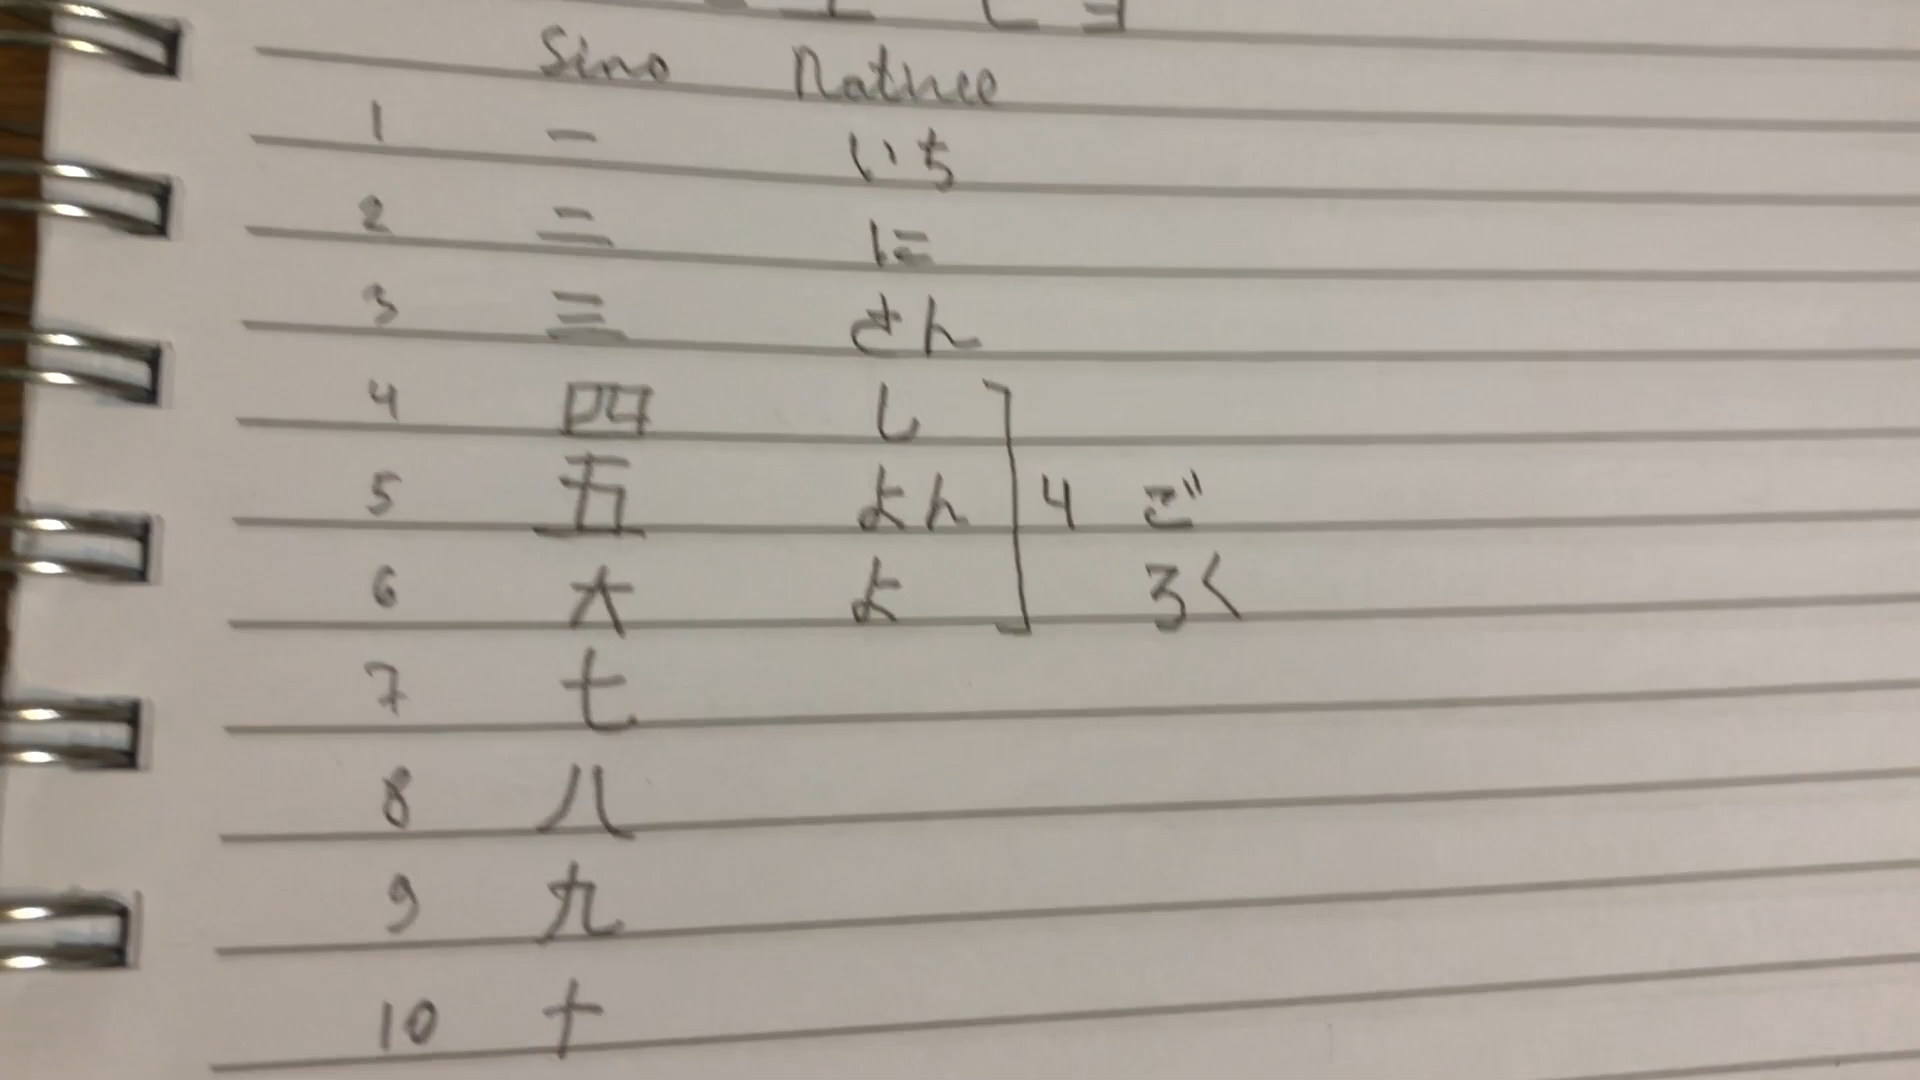 Sino Native
1 一 いち
2 二 に
3 三 さん
4 四 し
5 五 よん 4 ご
6 六 よ ろく
7 七
8 八
9 九
10 十